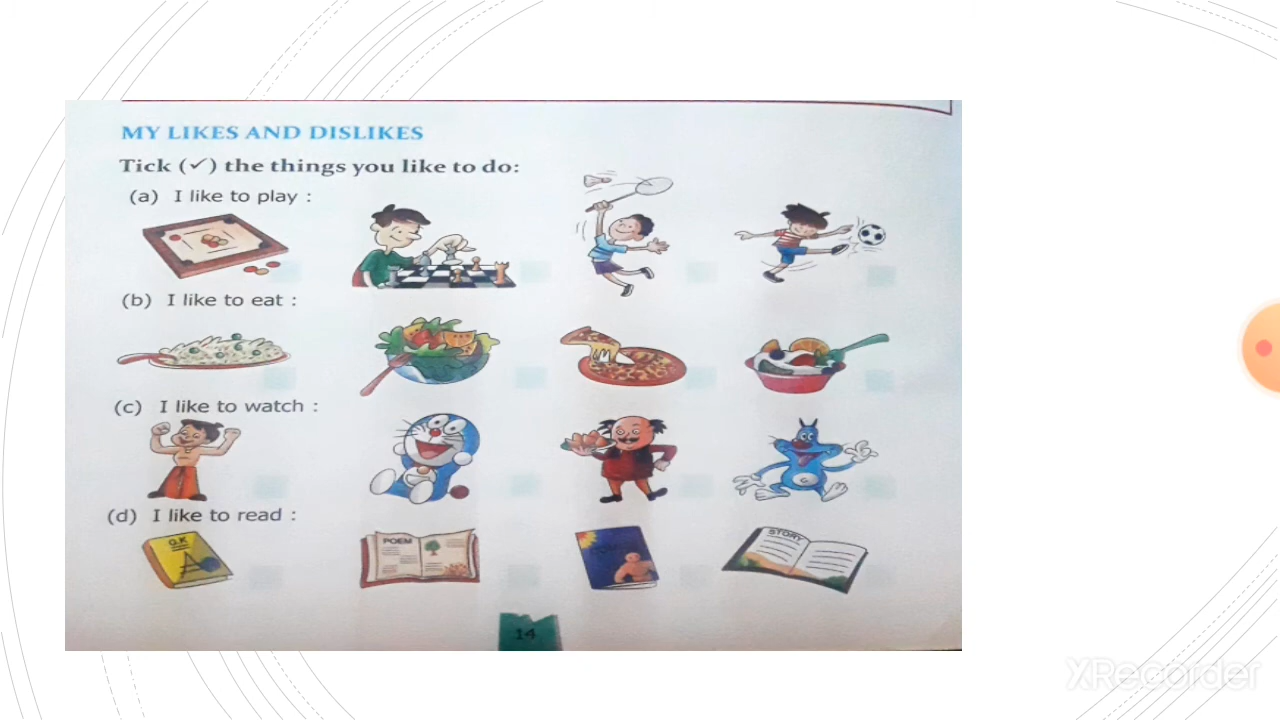 MY LIKES AND DISLIKES
Tick (✓) the things you like to do:
(a) I like to play :
(b) I like to eat :
(c) I like to watch :
(d) I like to read :
G.K
POEM
STORY
14
XRecorder